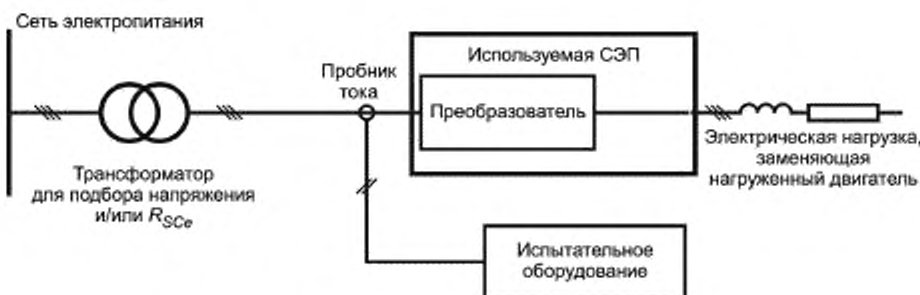 Сеть электропитания
Используемая СЭП
Пробник
тока
Преобразователь
Электрическая нагрузка,
заменяющая
нагруженный двигатель
Трансформатор
для подбора напряжения
и/или R_SCe
Испытательное
оборудование